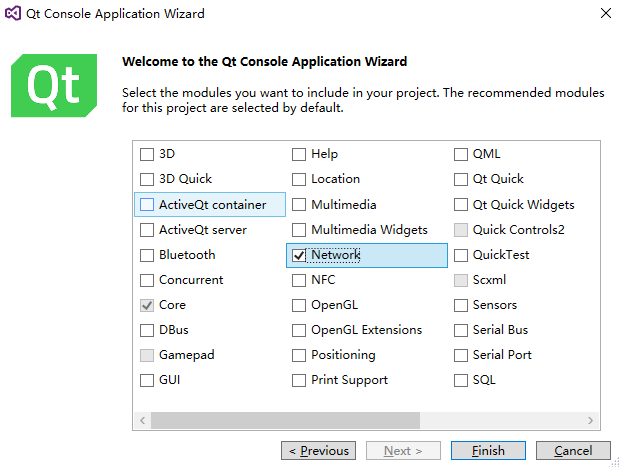 Qt Console Application Wizard
Qt
Welcome to the Qt Console Application Wizard
Select the modules you want to include in your project. The recommended modules
for this project are selected by default.
3D
3D Quick
ActiveQt container
ActiveQt server
Bluetooth
Concurrent
Core
DBus
Gamepad
GUI
Help
Location
Multimedia
Multimedia Widgets
Network
NFC
OpenGL
OpenGL Extensions
Positioning
Print Support
QML
Qt Quick
Qt Quick Widgets
Quick Controls2
QuickTest
Scxml
Sensors
Serial Bus
Serial Port
SQL
< Previous
Next >
Finish
Cancel